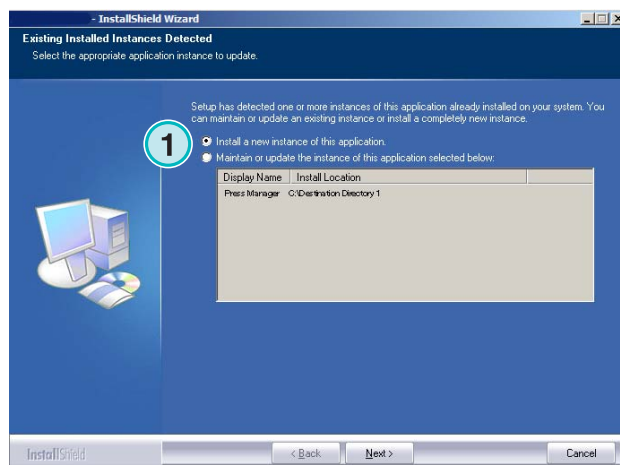 - InstallShield Wizard
Existing Installed Instances Detected
Select the appropriate application instance to update.
Setup has detected one or more instances of this application already installed on your system. You
can maintain or update an existing instance or install a completely new instance.
1
Install a new instance of this application.
Maintain or update the instance of this application selected below:
Display Name Install Location
Press Manager C:\Destination Directory 1
InstallShield
< Back Next > Cancel